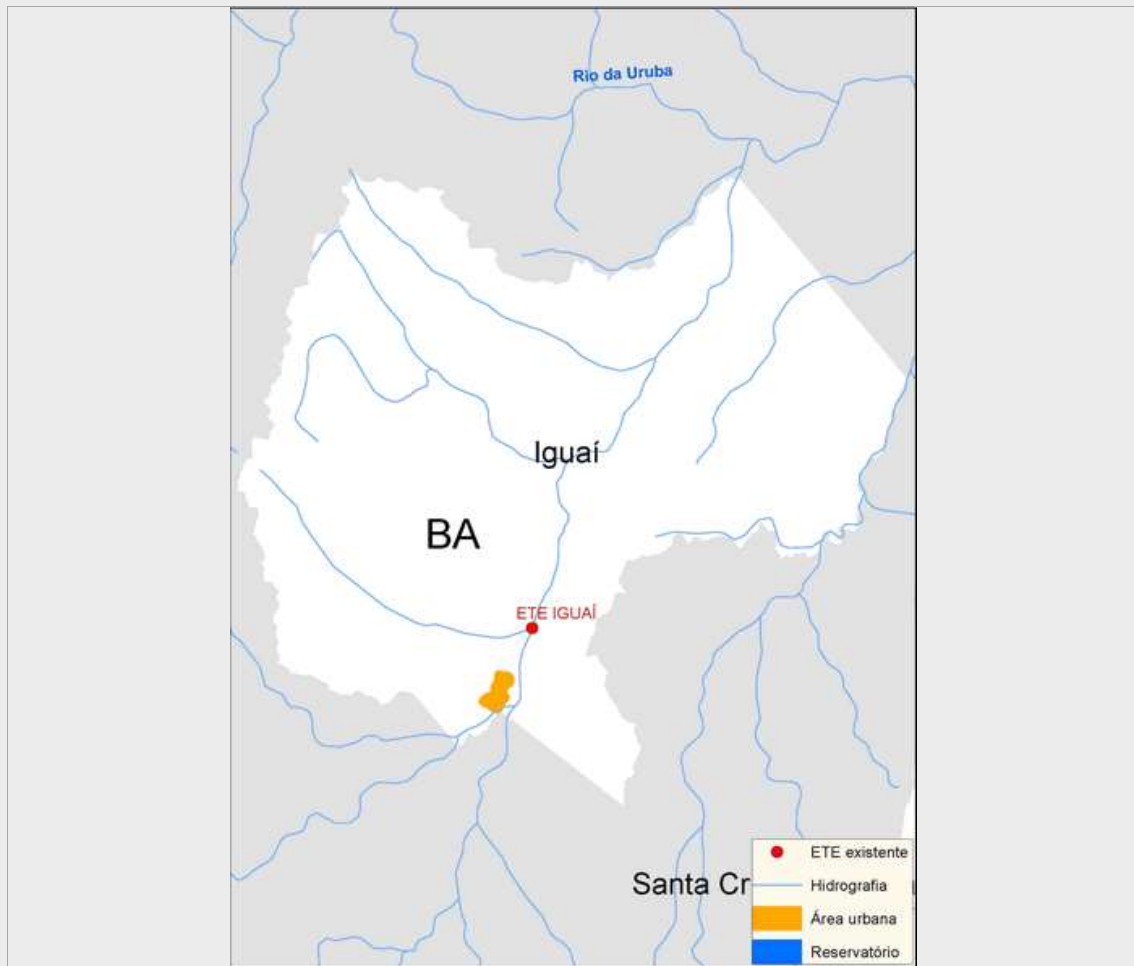 Rio da Uruba
Iguaí
BA
ETE IGUAÍ
Santa Cr
ETE existente
Hidrografia
Área urbana
Reservatório